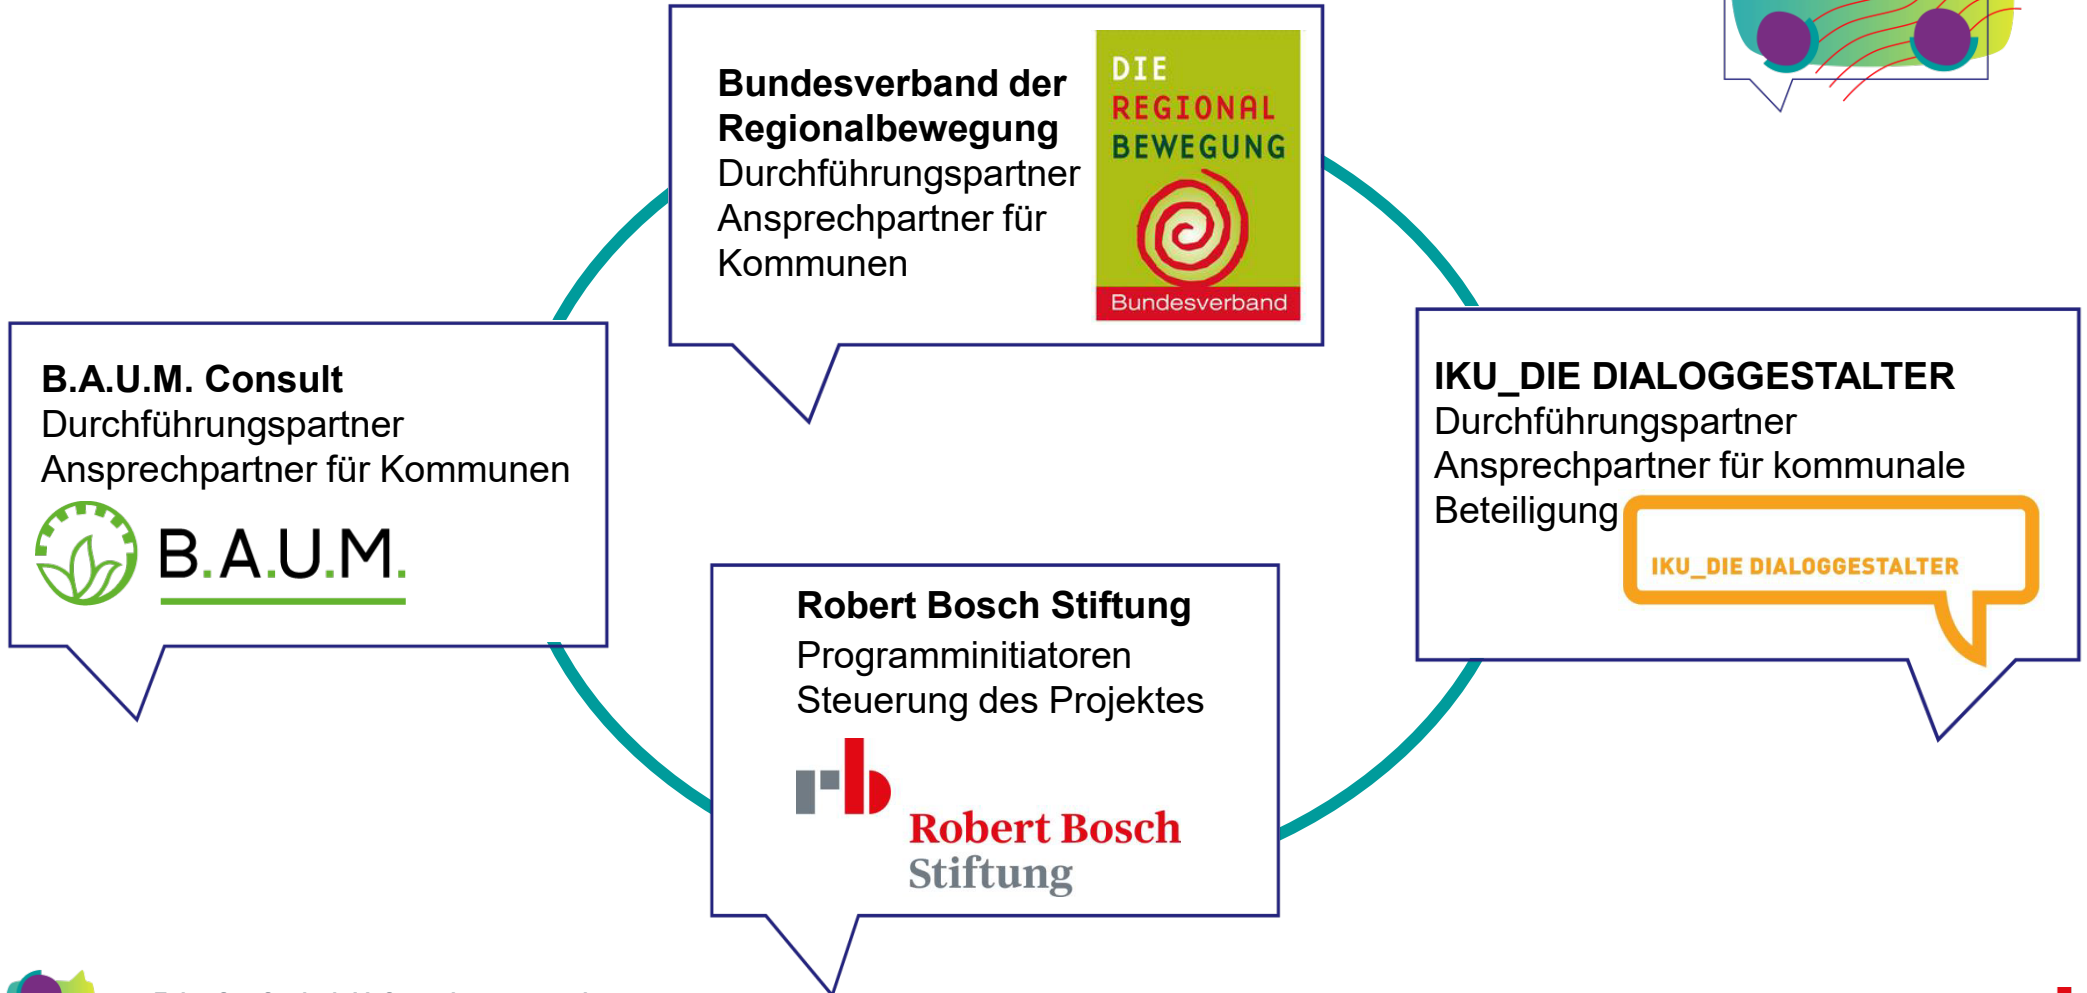 Bundesverband der
Regionalbewegung
Durchführungspartner
Ansprechpartner für
Kommunen
DIE
REGIONAL
BEWEGUNG
Bundesverband
B.A.U.M. Consult
Durchführungspartner
Ansprechpartner für Kommunen
B.A.U.M.
IKU_DIE DIALOGGESTALTER
Durchführungspartner
Ansprechpartner für kommunale
Beteiligung
IKU_DIE DIALOGGESTALTER
Robert Bosch Stiftung
Programminitiatoren
Steuerung des Projektes
rb
Robert Bosch
Stiftung